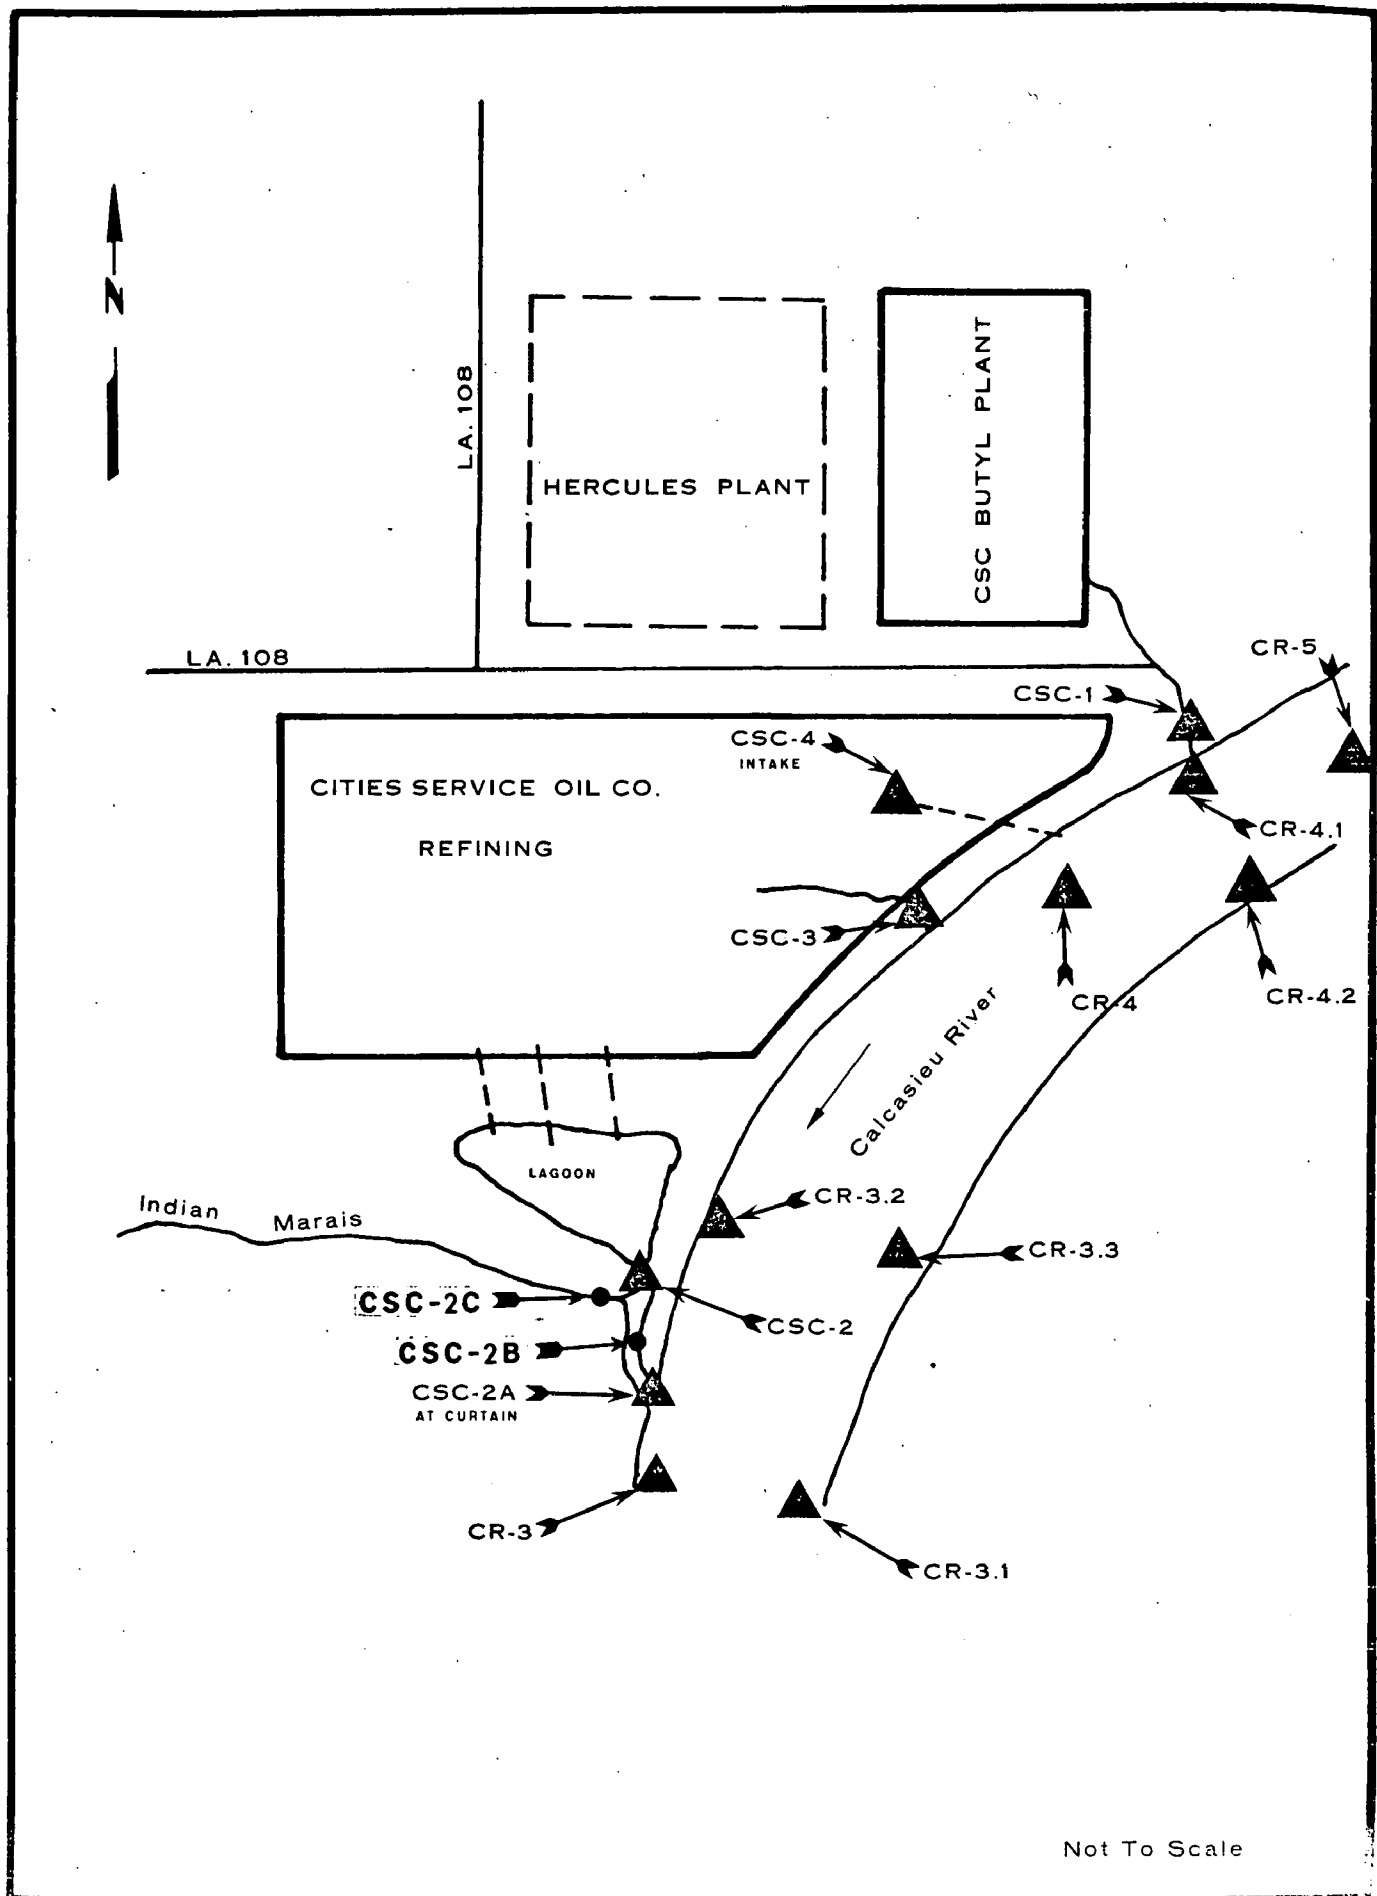 N
LA. 108
HERCULES PLANT
CSC BUTYL PLANT
LA. 108
CR-5
CSC-1
CSC-4
INTAKE
CITIES SERVICE OIL CO.
REFINING
CR-4.1
CSC-3
CR-4
CR-4.2
Calcasieu River
LAGOON
Indian Marais
CR-3.2
CR-3.3
CSC-2C
CSC-2
CSC-2B
CSC-2A
AT CURTAIN
CR-3
CR-3.1
Not To Scale